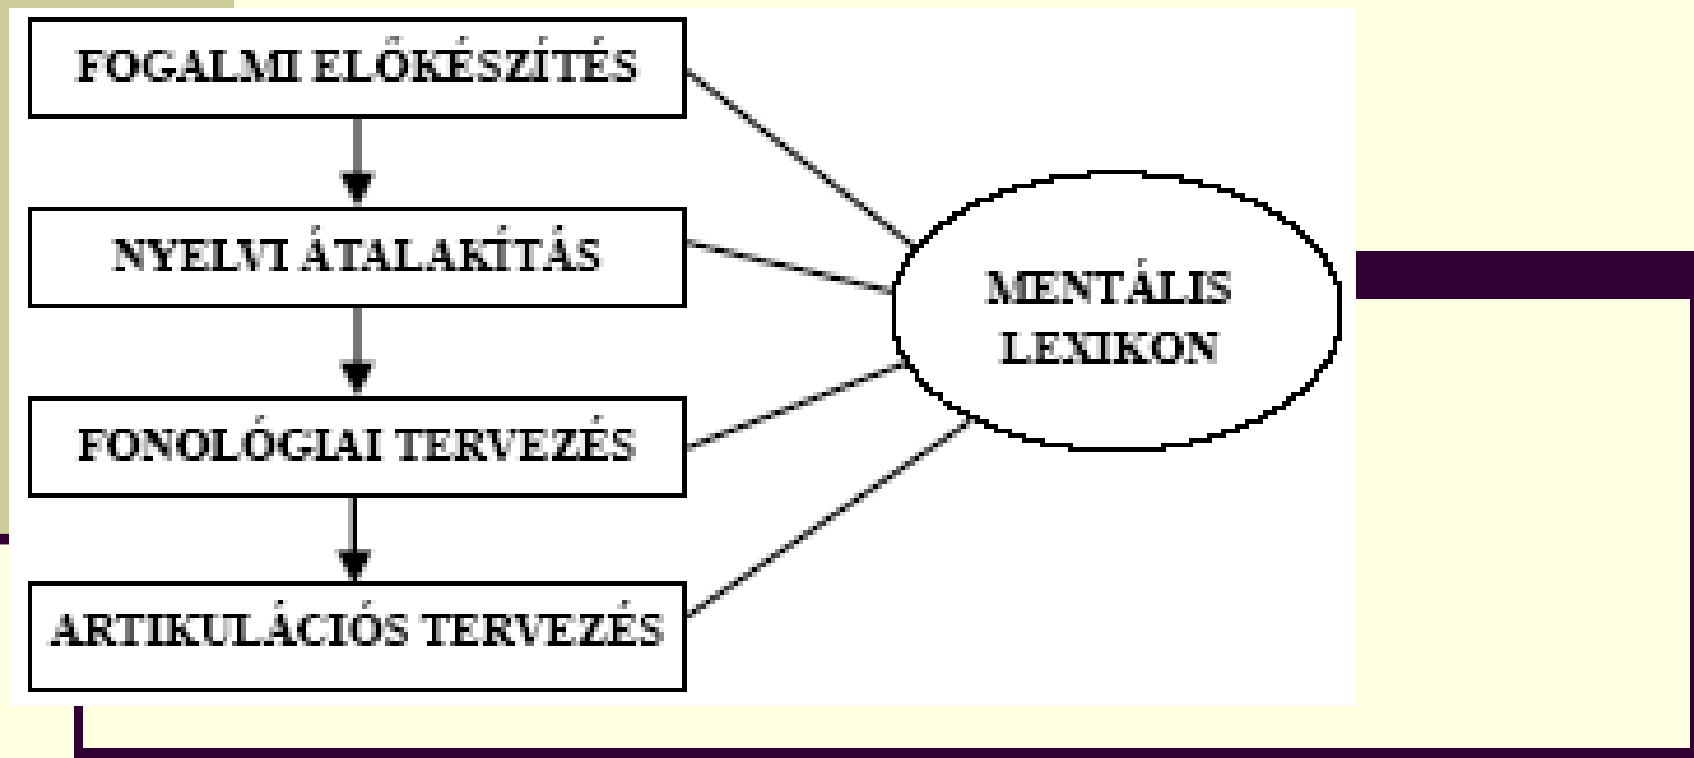 FOGALMI ELŐKÉSZÍTÉS
NYELVI ÁTALAKÍTÁS
FONOLÓGIAI TERVEZÉS
ARTIKULÁCIÓS TERVEZÉS
MENTÁLIS
LEXIKON